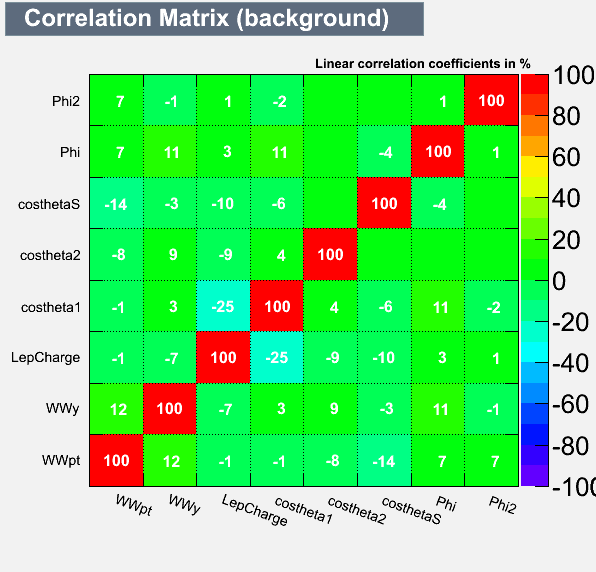 Correlation Matrix (background)
Linear correlation coefficients in %
Phi2 7 -1 1 -2 1 100
Phi 7 11 3 11 -4 100 1
costhetaS -14 -3 -10 -6 100 -4
costheta2 -8 9 -9 4 100
costheta1 -1 3 -25 100 4 -6 11 -2
LepCharge -1 -7 100 -25 -9 -10 3 1
WWy 12 100 -7 3 9 -3 11 -1
WWpt 100 12 -1 -1 -8 -14 7 7
WWpt WWy LepCharge costheta1 costheta2 costhetaS Phi Phi2
100
80
60
40
20
0
-20
-40
-60
-80
-100